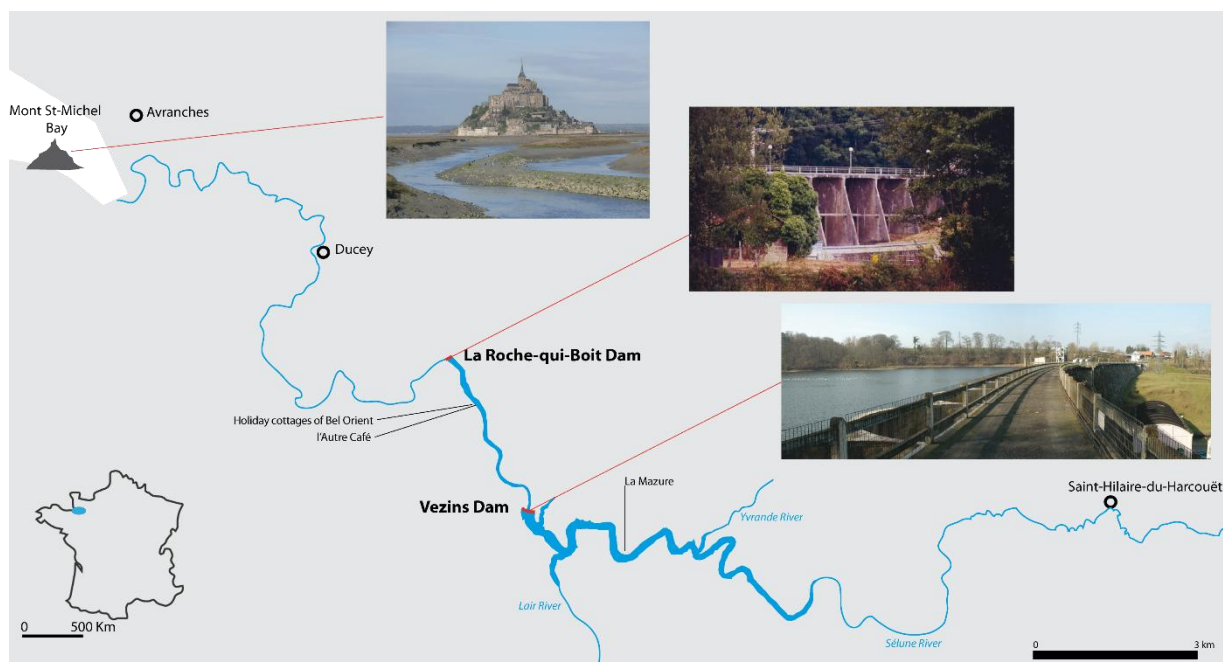 Mont St-Michel
Bay
Avranches
Ducey
La Roche-qui-Boit Dam
Holiday cottages of Bel Orient
l'Autre Café
Vezins Dam
La Mazure
Yvrande River
Saint-Hilaire-du-Harcouët
Lair River
Sélune River
0 500 Km
0 3 km